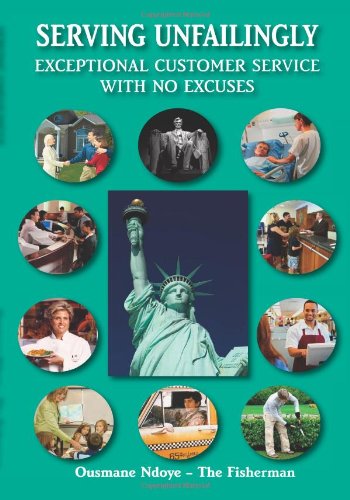 SERVING UNFAILINGLY
EXCEPTIONAL CUSTOMER SERVICE
WITH NO EXCUSES
Ousmane Ndoye – The Fisherman